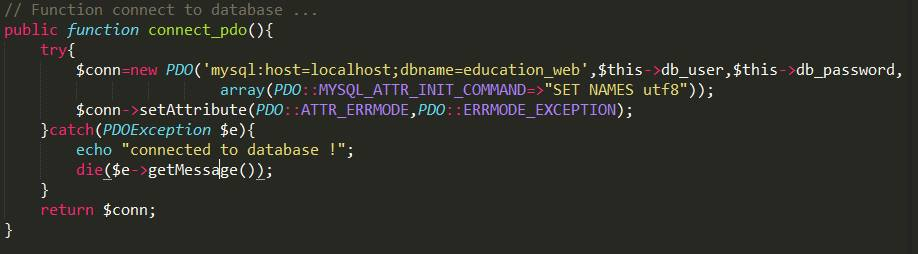 // Function connect to database ...
public function connect_pdo(){
    try{
        $conn=new PDO('mysql:host=localhost;dbname=education_web',$this->db_user,$this->db_password,
                        array(PDO::MYSQL_ATTR_INIT_COMMAND=>"SET NAMES utf8"));
        $conn->setAttribute(PDO::ATTR_ERRMODE,PDO::ERRMODE_EXCEPTION);
    }catch(PDOException $e){
        echo "connected to database !";
        die($e->getMessage());
    }
    return $conn;
}